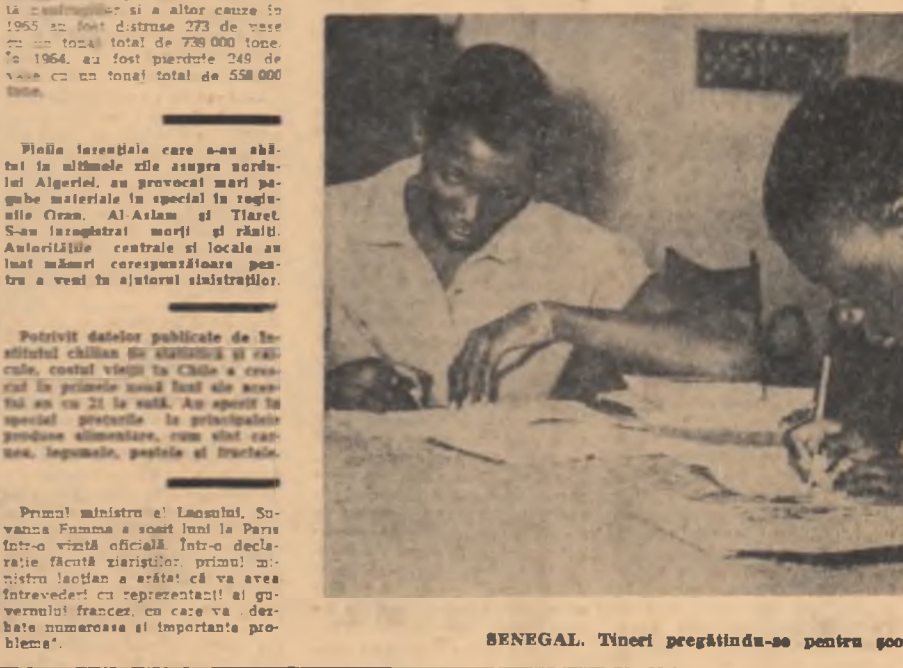 tă naufragiilor și a altor cauze în
1965 au fost distruse 273 de vase
cu un tonaj total de 739 000 tone.
În 1964, au fost pierdute 249 de
vase cu un tonaj total de 558 000
tone.
Ploile torențiale care s-au abă-
tut în ultimele zile asupra nordu-
lui Algeriei, au provocat mari pa-
gube materiale în special în regiu-
nile Oran, Al-Aslam și Tiaret.
S-au înregistrat morți și răniți.
Autoritățile centrale și locale au
luat măsuri corespunzătoare pen-
tru a veni în ajutorul sinistraților.
Potrivit datelor publicate de In-
stitutul chilian de statistică și cal-
cule, costul vieții în Chile a cres-
cut în primele nouă luni ale aces-
tui an cu 21 la sută. Au sporit în
special prețurile la principalele
produse alimentare, cum sînt car-
nea, legumele, peștele și fructele.
Primul ministru al Laosului, Su-
vanna Fumma a sosit luni la Paris
într-o vizită oficială. Într-o decla-
rație făcută ziariștilor, primul mi-
nistru laoțian a arătat că va avea
întrevederi cu reprezentanți ai gu-
vernului francez, cu care va „dez-
bate numeroase și importante pro-
bleme".
SENEGAL. Tineri pregătindu-se pentru șco